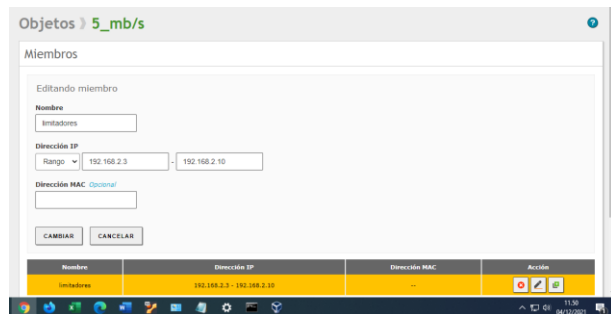 Objetos » 5_mb/s
Miembros
Editando miembro
Nombre
limitadores
Dirección IP
Rango 192.168.2.3 - 192.168.2.10
Dirección MAC Opcional
CAMBIAR CANCELAR
Nombre Dirección IP Dirección MAC Acción
limitadores 192.168.2.3 - 192.168.2.10 --
11:50
04/12/2021